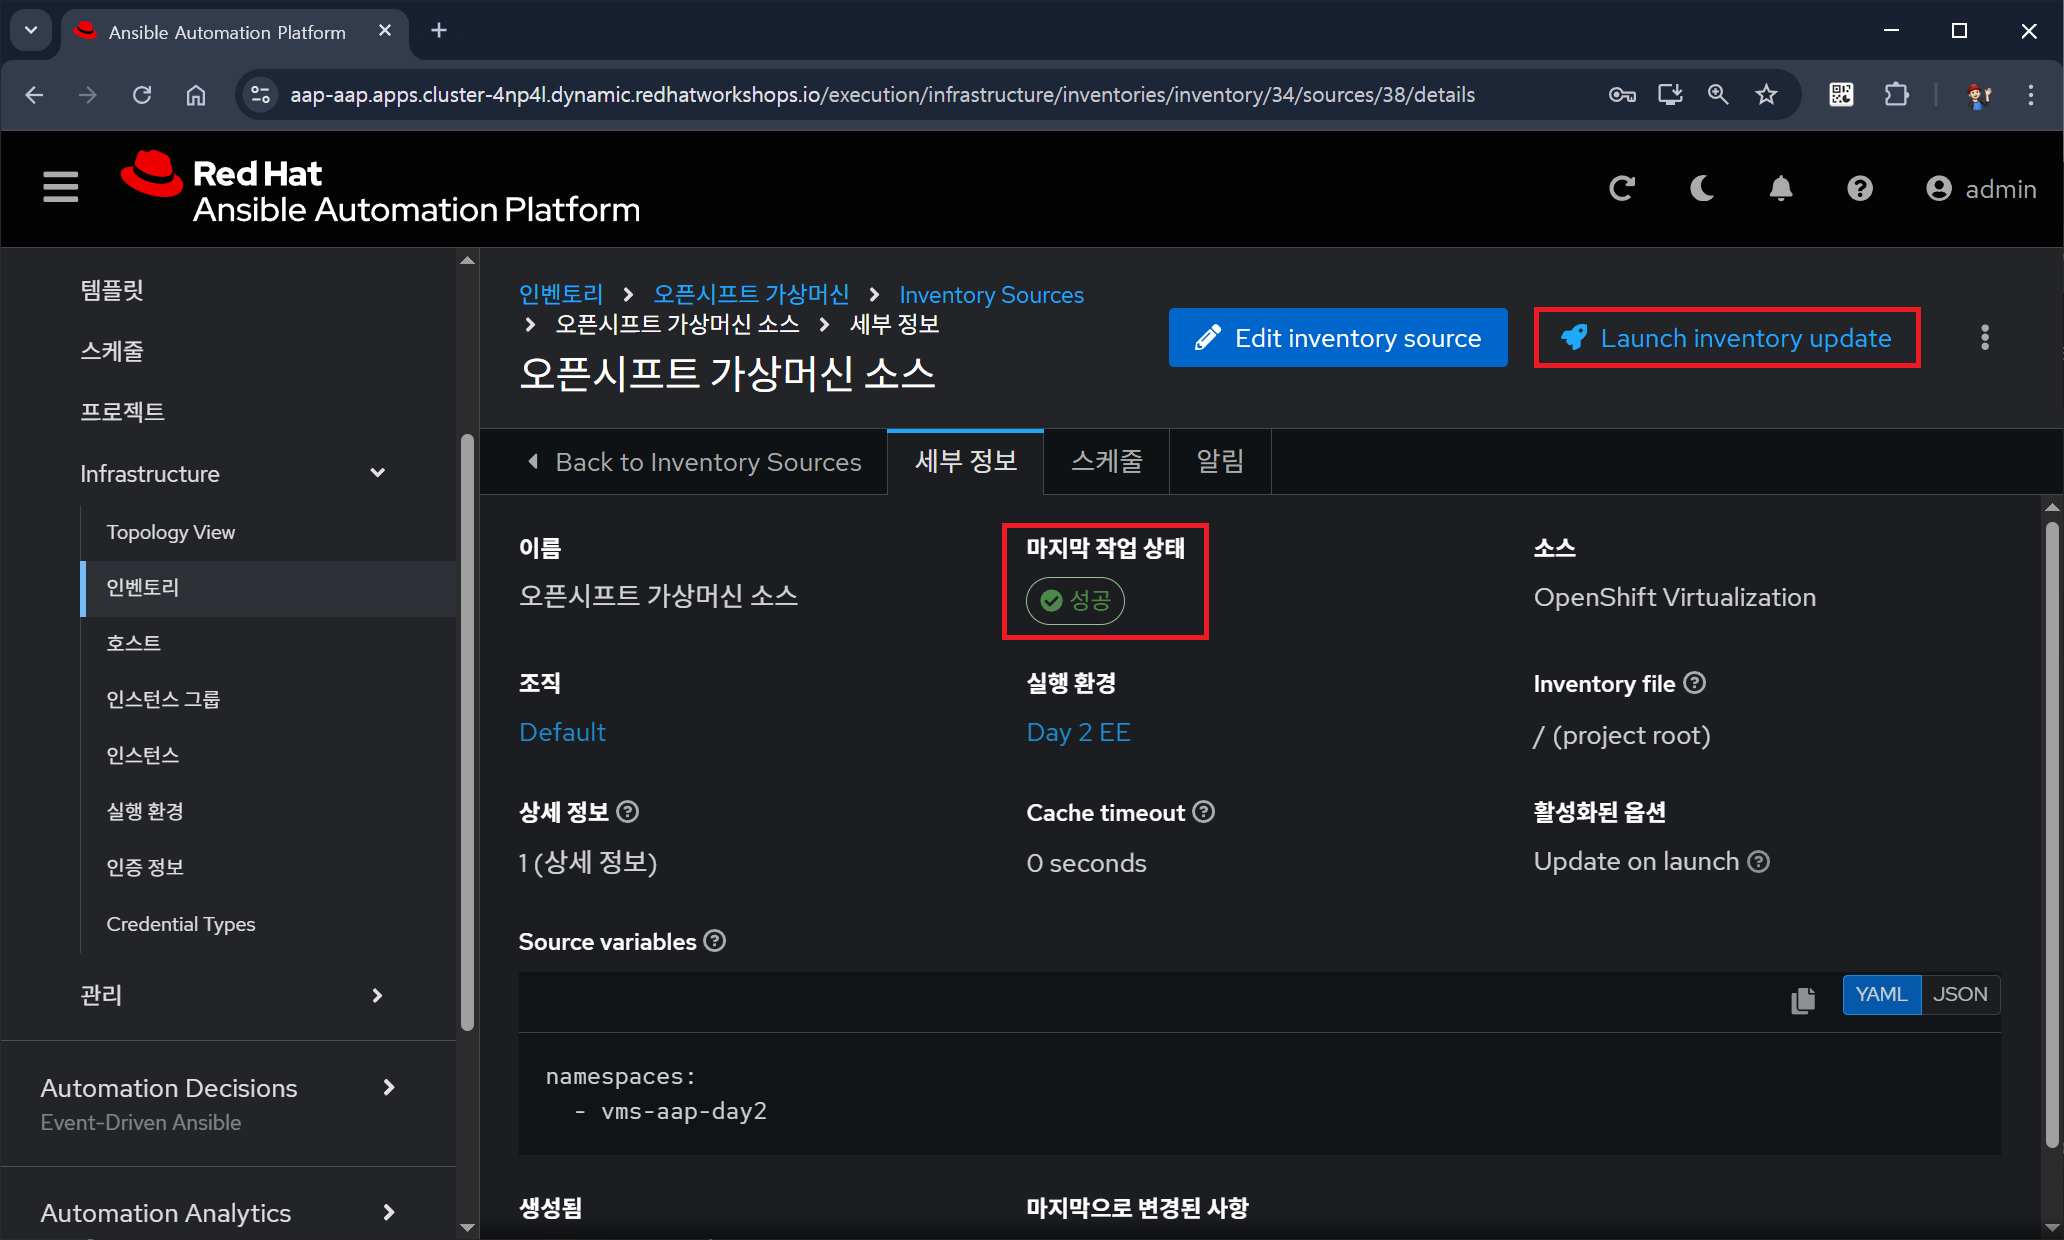 Ansible Automation Platform
aap-aap.apps.cluster-4np4l.dynamic.redhatworkshops.io/execution/infrastructure/inventories/inventory/34/sources/38/details
Red Hat
Ansible Automation Platform
admin
템플릿
스케줄
프로젝트
Infrastructure
Topology View
인벤토리
호스트
인스턴스 그룹
인스턴스
실행 환경
인증 정보
Credential Types
관리
Automation Decisions
Event-Driven Ansible
Automation Analytics
인벤토리 > 오픈시프트 가상머신 > Inventory Sources
> 오픈시프트 가상머신 소스 > 세부 정보
오픈시프트 가상머신 소스
Edit inventory source
Launch inventory update
Back to Inventory Sources
세부 정보
스케줄
알림
이름
오픈시프트 가상머신 소스
마지막 작업 상태
성공
소스
OpenShift Virtualization
조직
Default
실행 환경
Day 2 EE
Inventory file
/ (project root)
상세 정보
1 (상세 정보)
Cache timeout
0 seconds
활성화된 옵션
Update on launch
Source variables
YAML JSON
namespaces:
- vms-aap-day2
생성됨
마지막으로 변경된 사항